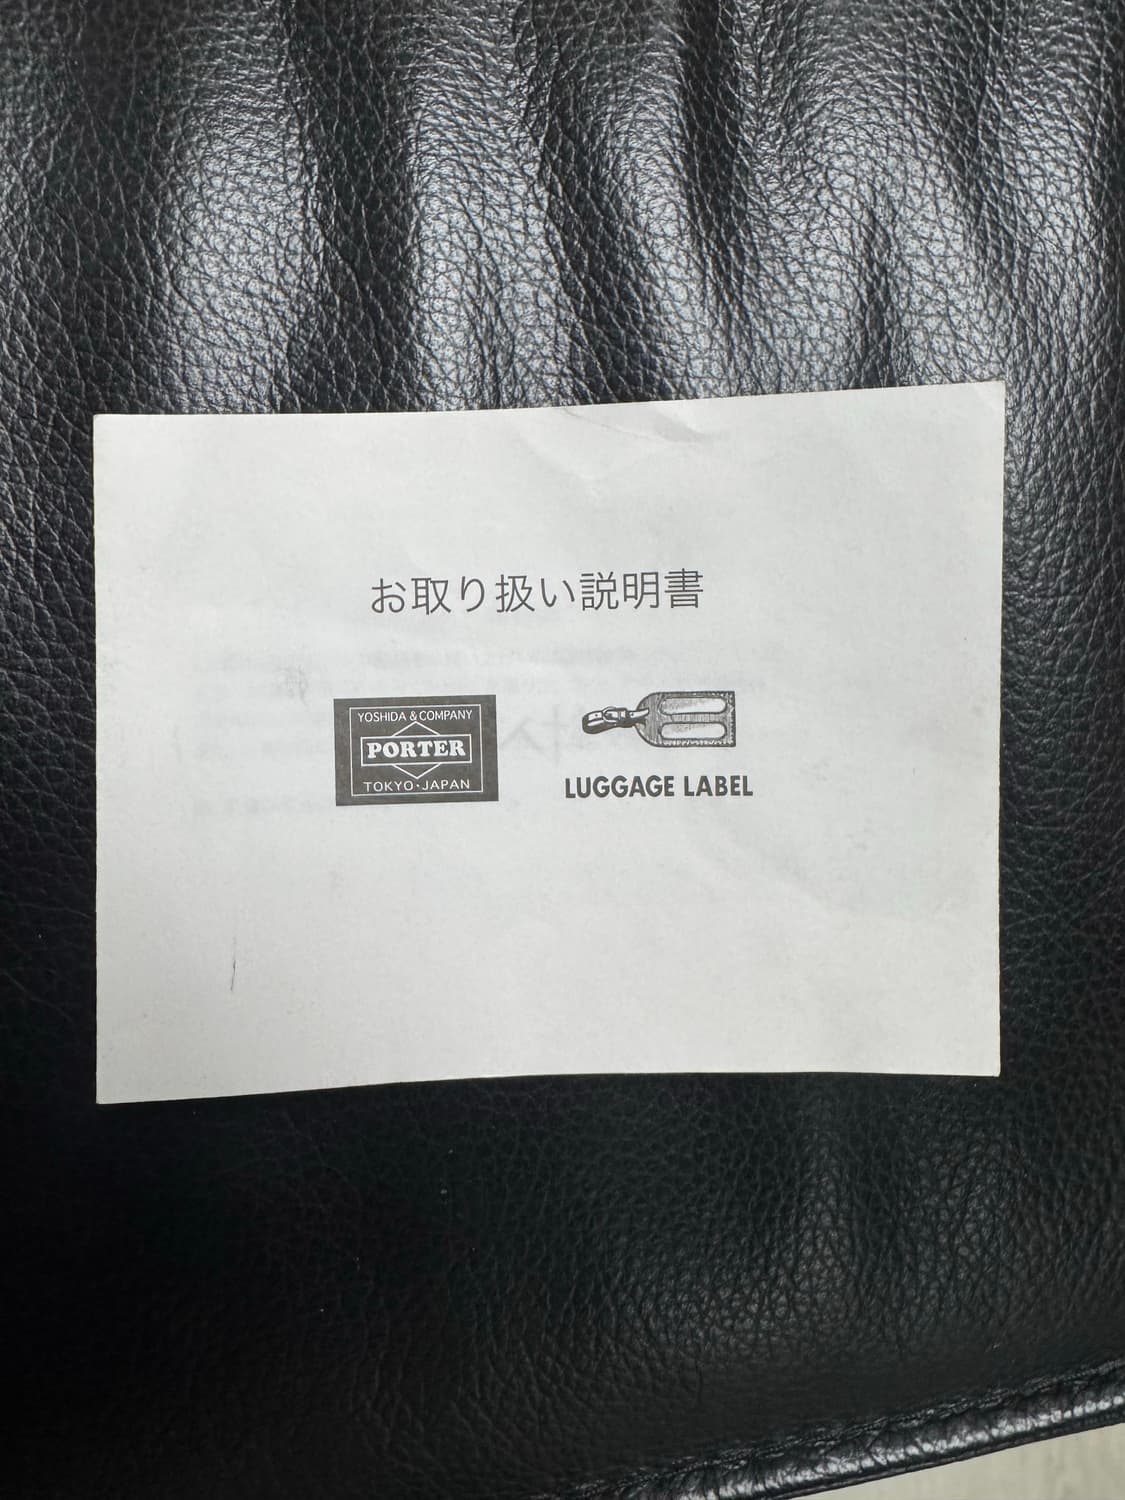 お取り扱い説明書
YOSHIDA & COMPANY
PORTER
TOKYO・JAPAN
LUGGAGE LABEL